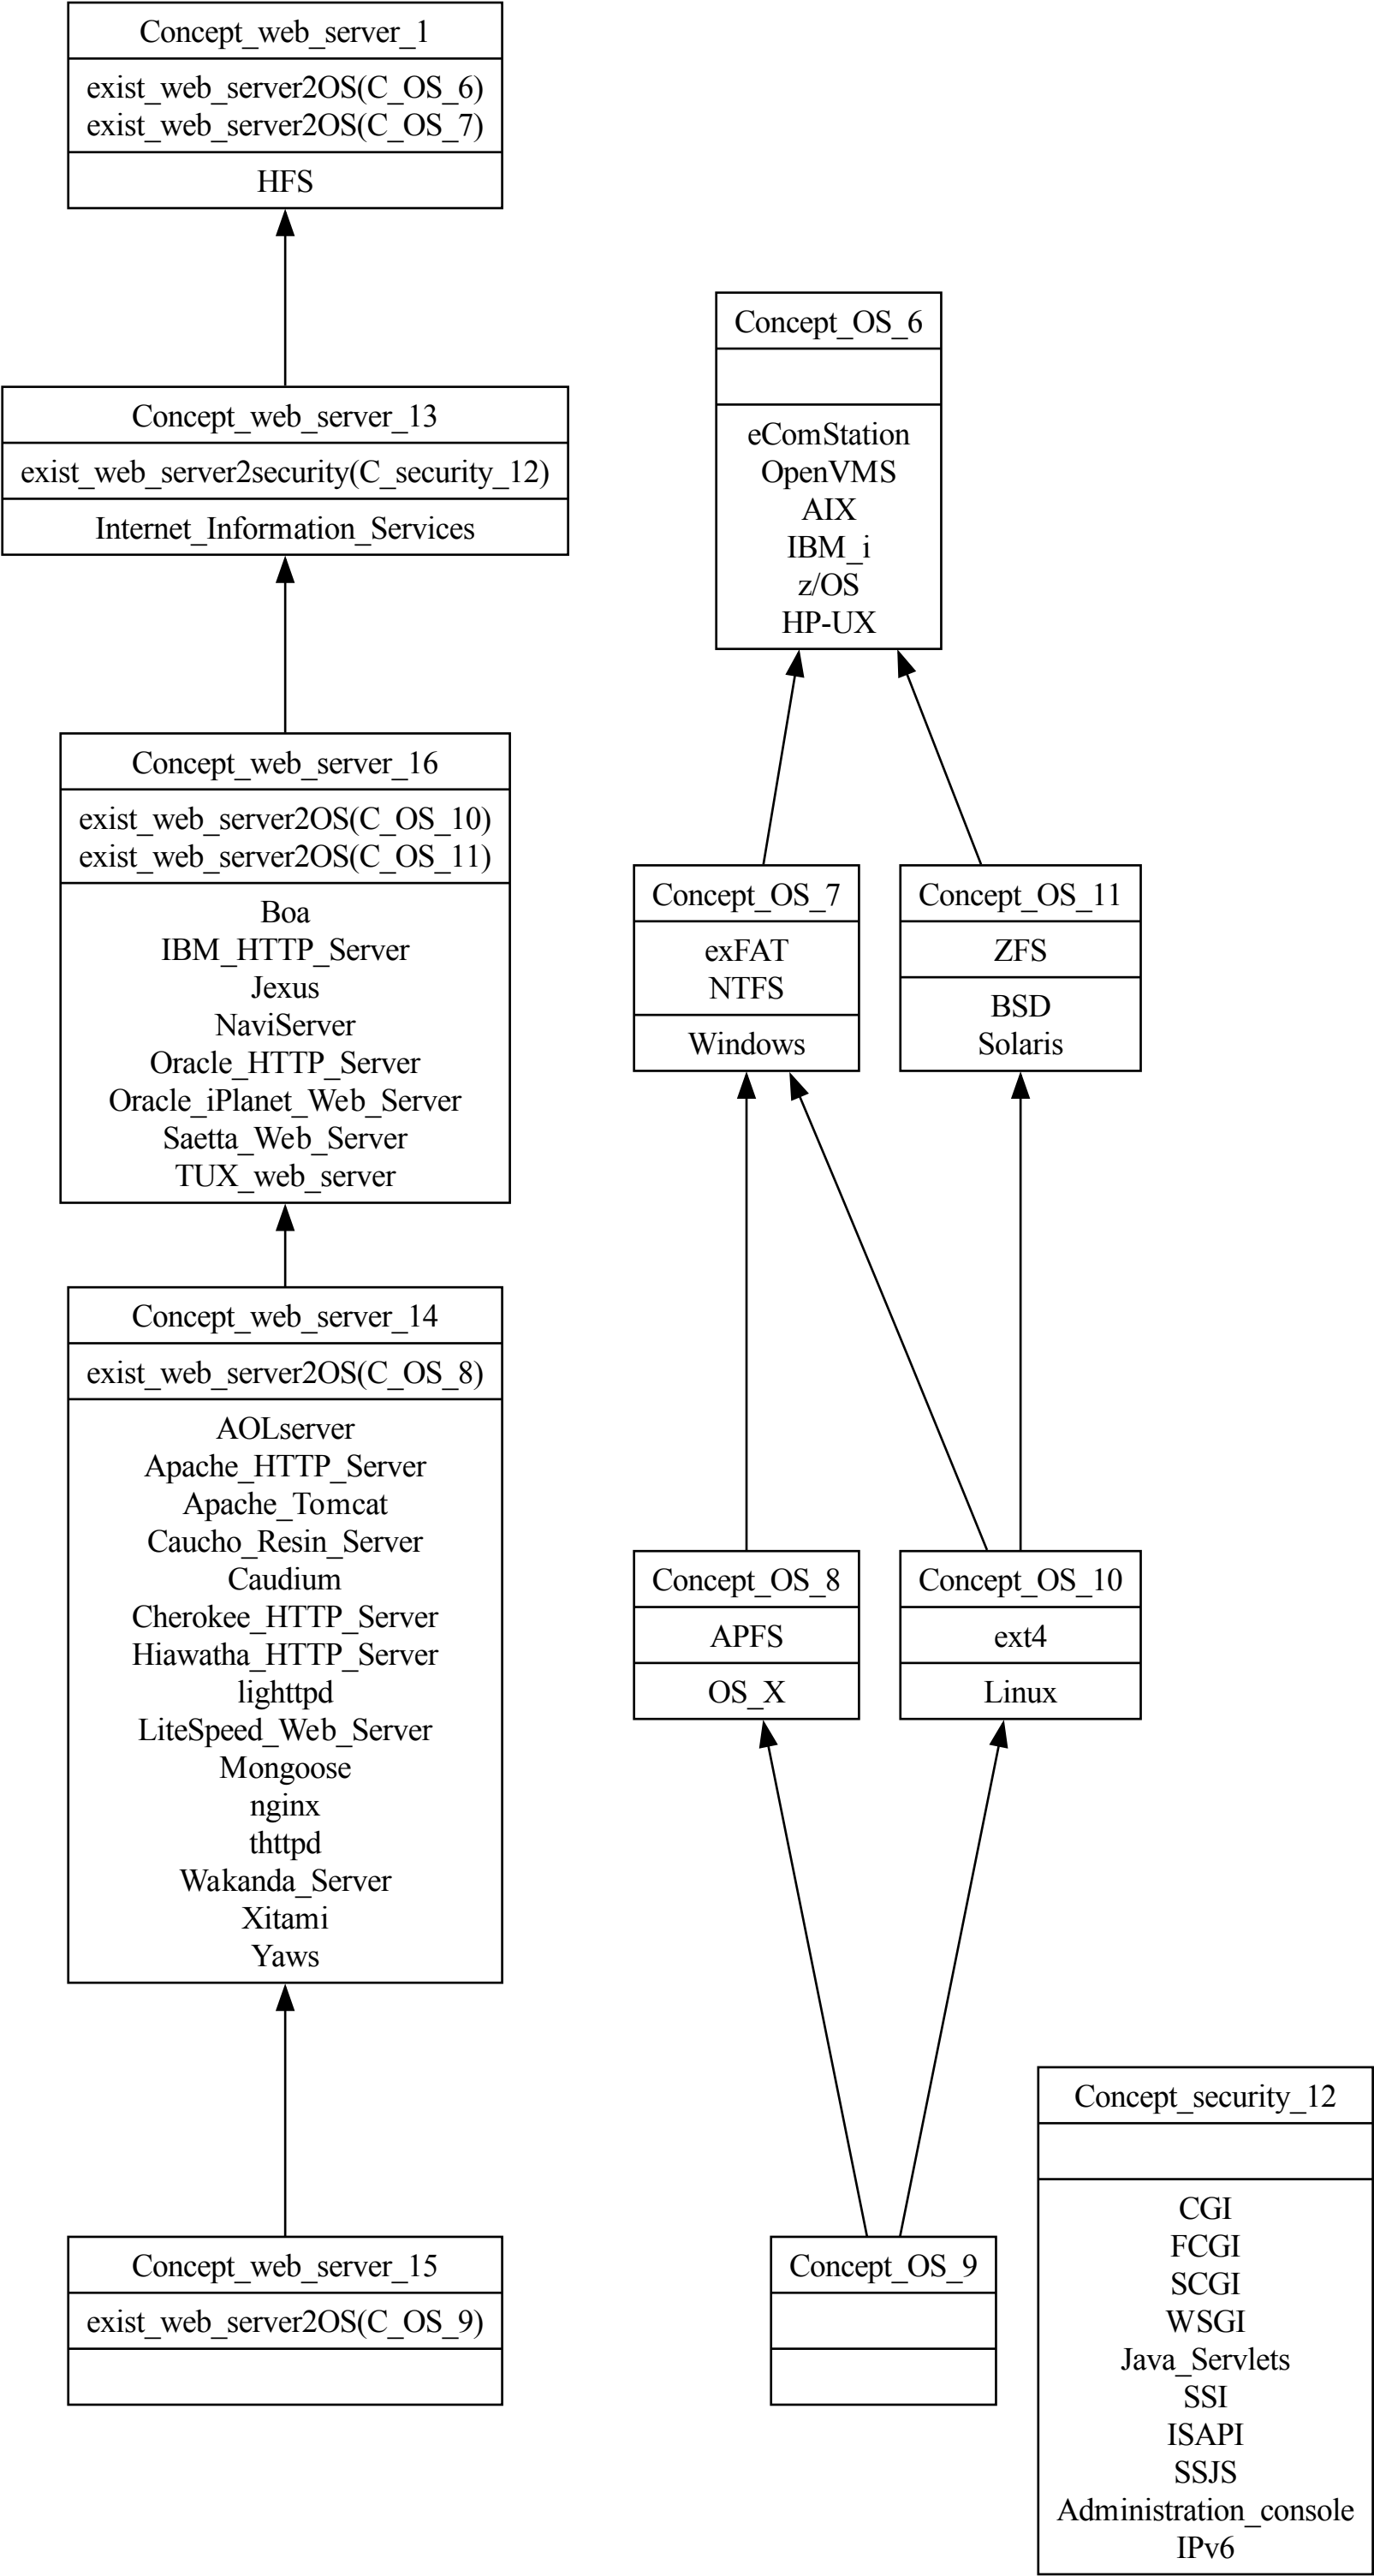 Concept_web_server_1
exist_web_server2OS(C_OS_6)
exist_web_server2OS(C_OS_7)
HFS
Concept_web_server_13
exist_web_server2security(C_security_12)
Internet_Information_Services
Concept_web_server_16
exist_web_server2OS(C_OS_10)
exist_web_server2OS(C_OS_11)
Boa
IBM_HTTP_Server
Jexus
NaviServer
Oracle_HTTP_Server
Oracle_iPlanet_Web_Server
Saetta_Web_Server
TUX_web_server
Concept_web_server_14
exist_web_server2OS(C_OS_8)
AOLserver
Apache_HTTP_Server
Apache_Tomcat
Caucho_Resin_Server
Caudium
Cherokee_HTTP_Server
Hiawatha_HTTP_Server
lighttpd
LiteSpeed_Web_Server
Mongoose
nginx
thttpd
Wakanda_Server
Xitami
Yaws
Concept_web_server_15
exist_web_server2OS(C_OS_9)
Concept_OS_6
eComStation
OpenVMS
AIX
IBM_i
z/OS
HP-UX
Concept_OS_7
exFAT
NTFS
Windows
Concept_OS_11
ZFS
BSD
Solaris
Concept_OS_8
APFS
OS_X
Concept_OS_10
ext4
Linux
Concept_OS_9
Concept_security_12
CGI
FCGI
SCGI
WSGI
Java_Servlets
SSI
ISAPI
SSJS
Administration_console
IPv6